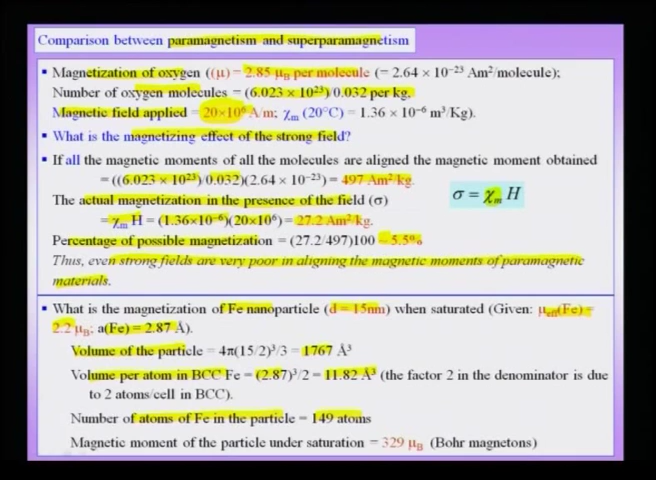 Comparison between paramagnetism and superparamagnetism
▪ Magnetization of oxygen ((μ) = 2.85 μB per molecule (= 2.64 × 10⁻²³ Am²/molecule);
Number of oxygen molecules = (6.023 × 10²³)/0.032 per kg.
Magnetic field applied = 20×10⁶ A/m; χm (20°C) = 1.36 × 10⁻⁶ m³/Kg).
▪ What is the magnetizing effect of the strong field?
▪ If all the magnetic moments of all the molecules are aligned the magnetic moment obtained
= ((6.023 × 10²³)/0.032)(2.64 × 10⁻²³) = 497 Am²/kg.
The actual magnetization in the presence of the field (σ)
= χm H = (1.36×10⁻⁶)(20×10⁶) = 27.2 Am²/kg.
σ = χm H
Percentage of possible magnetization = (27.2/497)100 ~ 5.5%
Thus, even strong fields are very poor in aligning the magnetic moments of paramagnetic
materials.
▪ What is the magnetization of Fe nanoparticle (d = 15nm) when saturated (Given: μeff(Fe) =
2.2 μB; a(Fe) = 2.87 Å).
Volume of the particle = 4π(15/2)³/3 = 1767 Å³
Volume per atom in BCC Fe = (2.87)³/2 = 11.82 Å³ (the factor 2 in the denominator is due
to 2 atoms/cell in BCC).
Number of atoms of Fe in the particle = 149 atoms
Magnetic moment of the particle under saturation = 329 μB (Bohr magnetons)